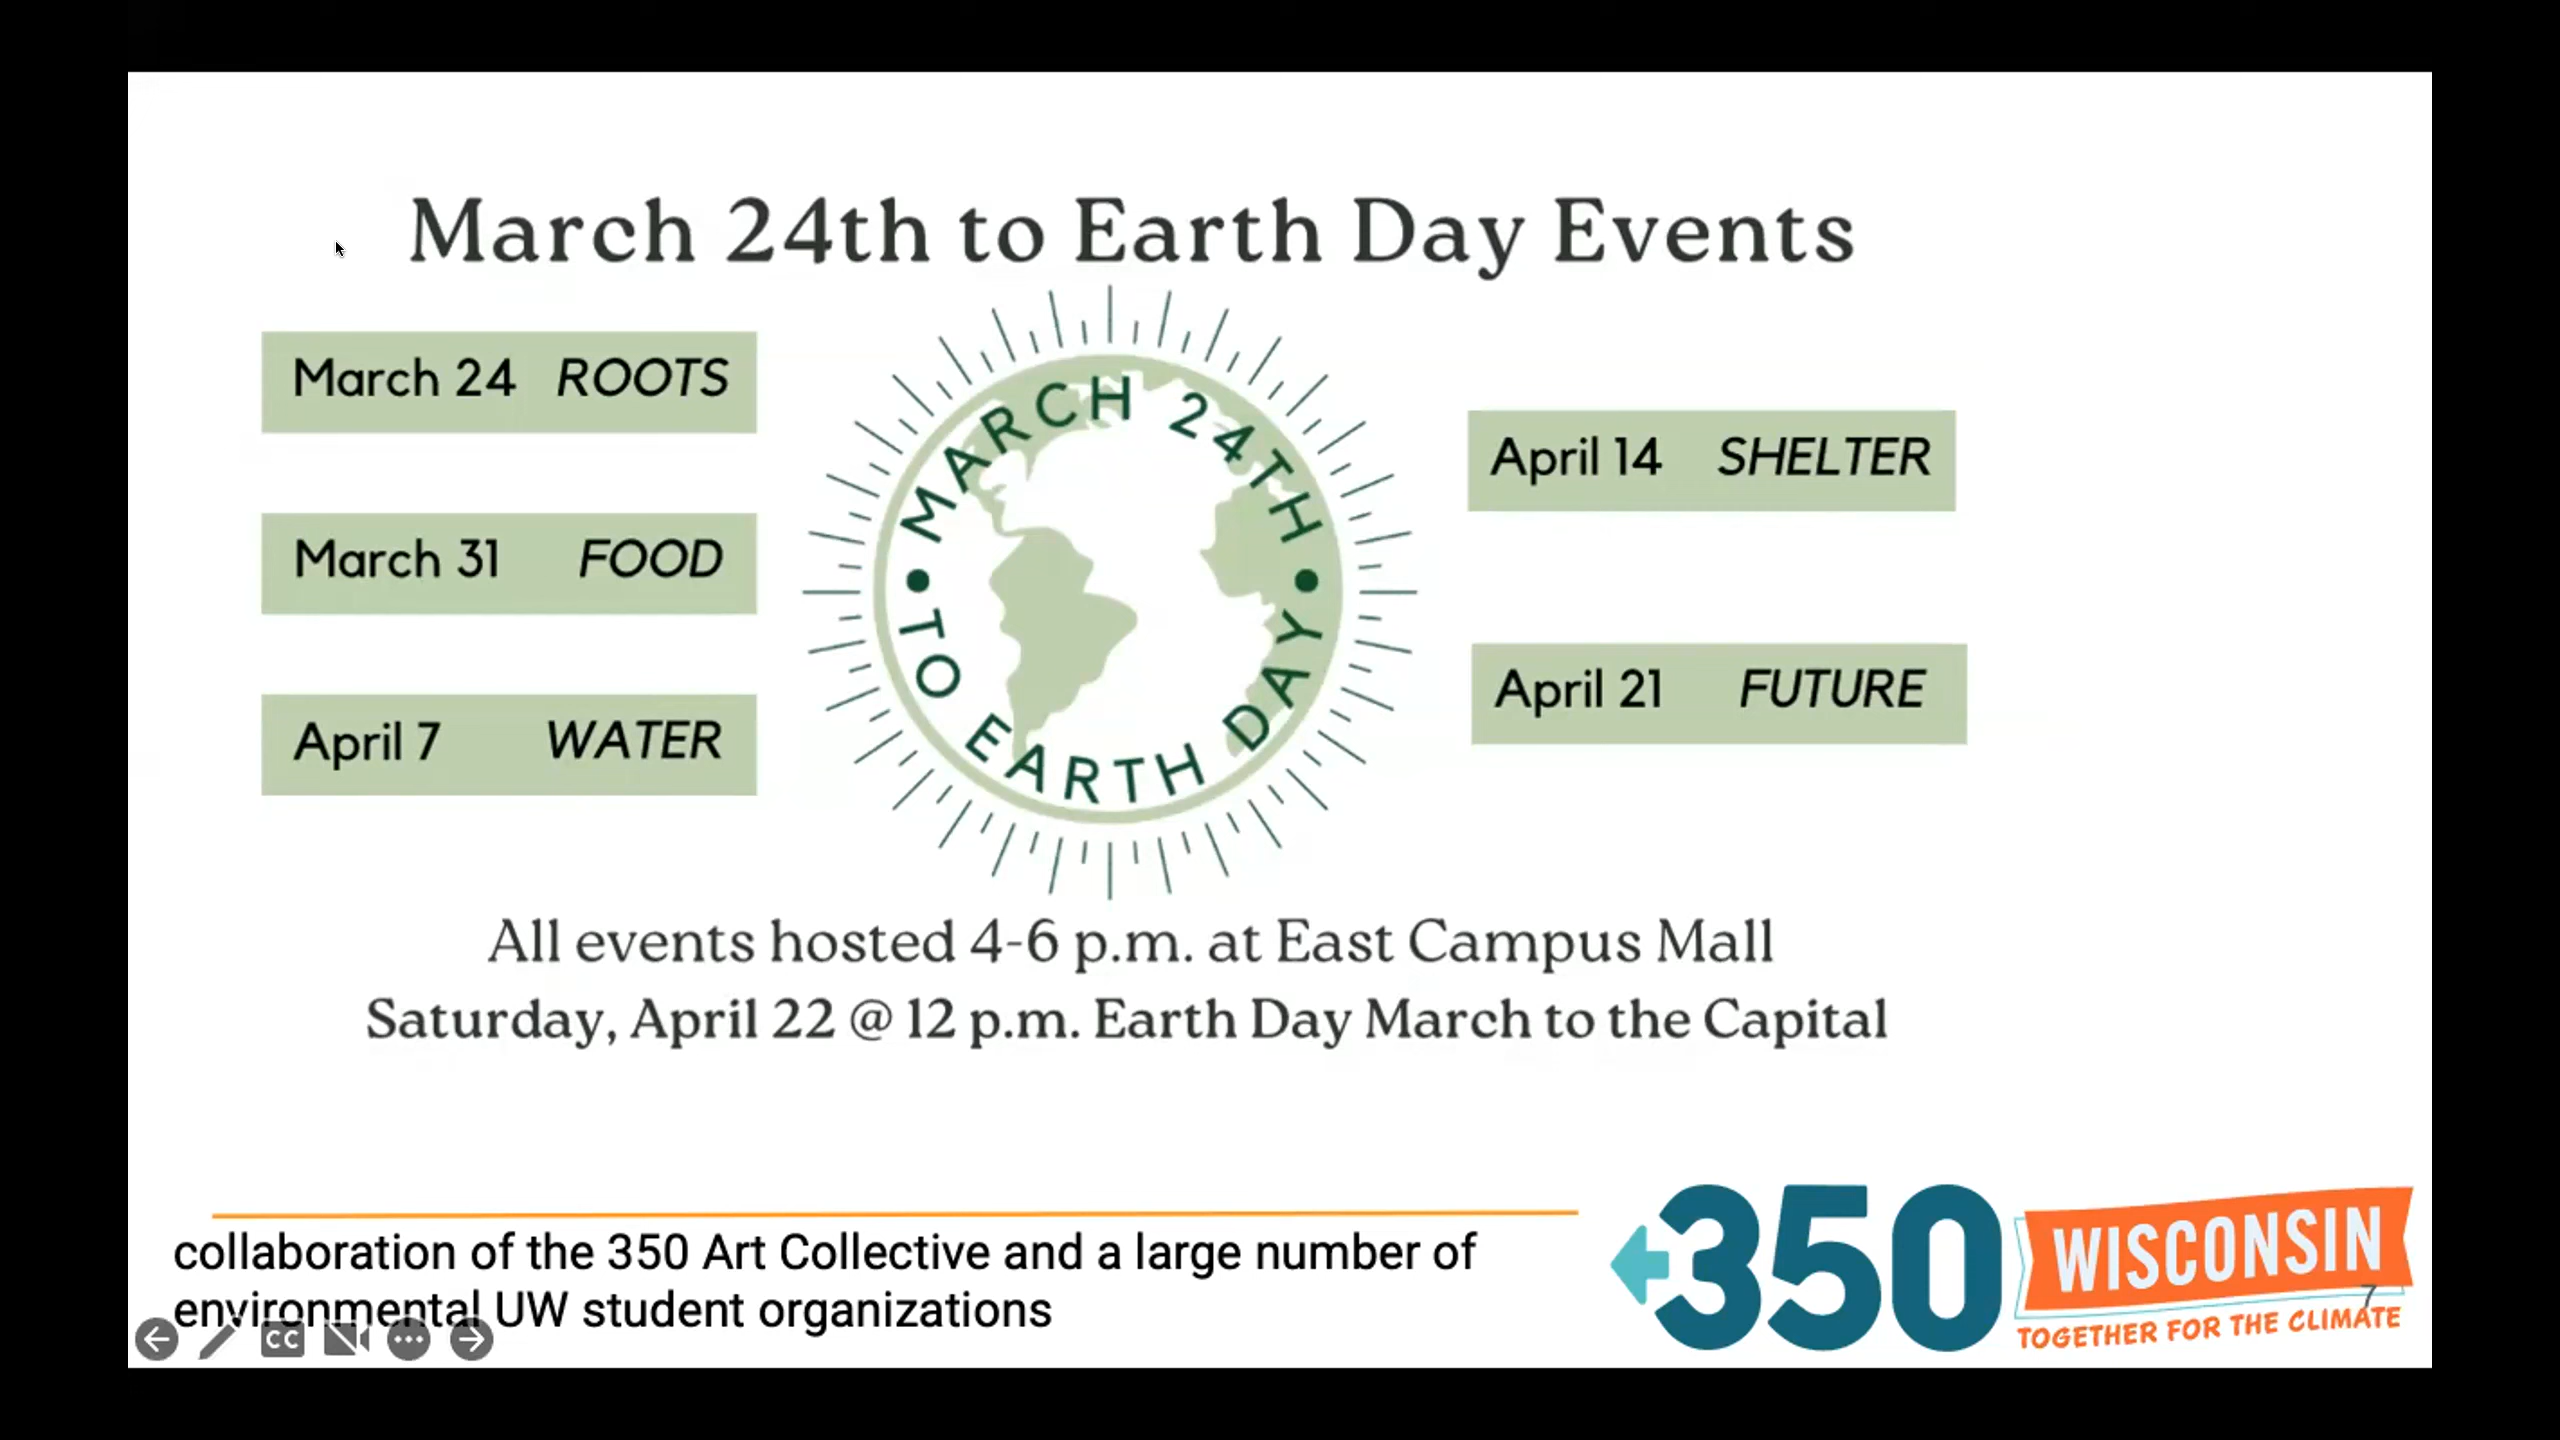 March 24th to Earth Day Events
March 24 ROOTS
March 31 FOOD
April 7 WATER
MARCH 24TH
• TO EARTH DAY •
April 14 SHELTER
April 21 FUTURE
All events hosted 4-6 p.m. at East Campus Mall
Saturday, April 22 @ 12 p.m. Earth Day March to the Capital
collaboration of the 350 Art Collective and a large number of
environmental UW student organizations
CC
350 WISCONSIN
7
TOGETHER FOR THE CLIMATE